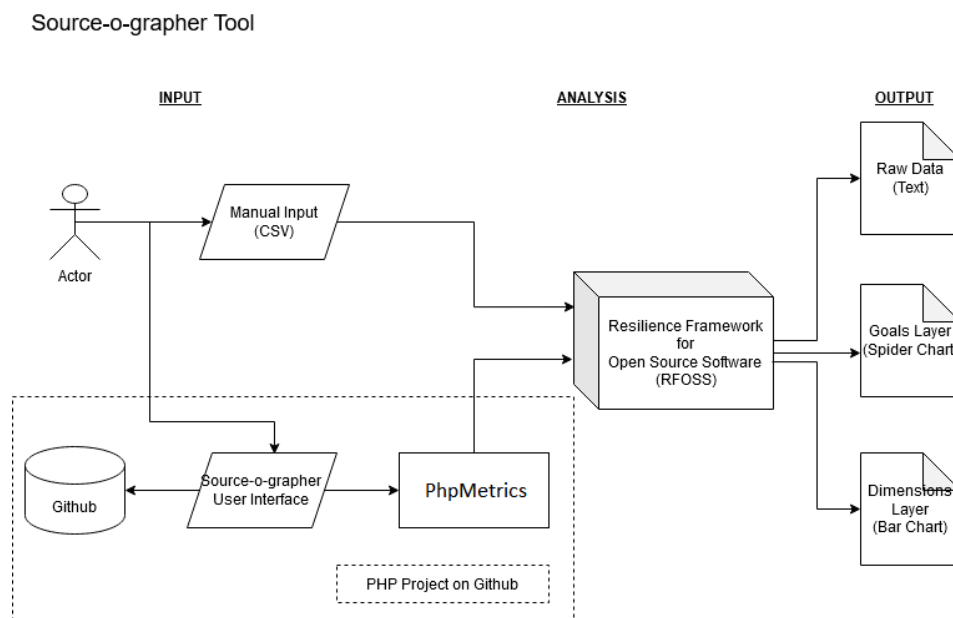 Source-o-grapher Tool
INPUT
ANALYSIS
OUTPUT
Raw Data
(Text)
Manual Input
(CSV)
Actor
Resilience Framework
for
Open Source Software
(RFOSS)
Goals Layer
(Spider Chart)
Source-o-grapher
User Interface
Github
PhpMetrics
Dimensions
Layer
(Bar Chart)
PHP Project on Github